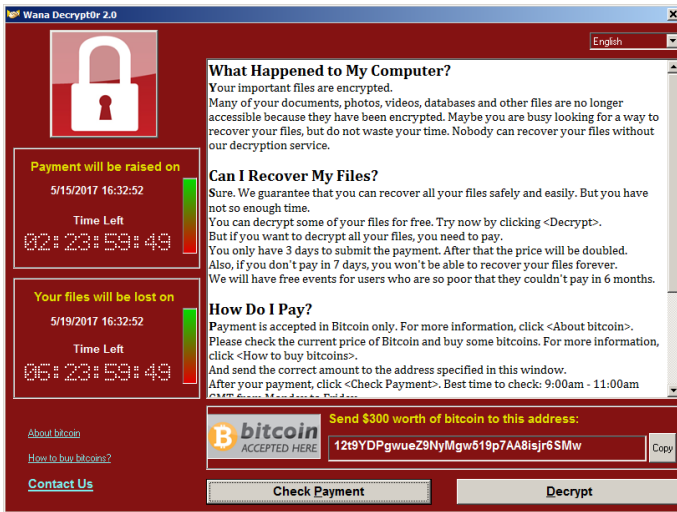 Wana Decrypt0r 2.0
English
What Happened to My Computer?
Your important files are encrypted.
Many of your documents, photos, videos, databases and other files are no longer
accessible because they have been encrypted. Maybe you are busy looking for a way to
recover your files, but do not waste your time. Nobody can recover your files without
our decryption service.
Can I Recover My Files?
Sure. We guarantee that you can recover all your files safely and easily. But you have
not so enough time.
You can decrypt some of your files for free. Try now by clicking <Decrypt>.
But if you want to decrypt all your files, you need to pay.
You only have 3 days to submit the payment. After that the price will be doubled.
Also, if you don't pay in 7 days, you won't be able to recover your files forever.
We will have free events for users who are so poor that they couldn't pay in 6 months.
How Do I Pay?
Payment is accepted in Bitcoin only. For more information, click <About bitcoin>.
Please check the current price of Bitcoin and buy some bitcoins. For more information,
click <How to buy bitcoins>.
And send the correct amount to the address specified in this window.
After your payment, click <Check Payment>. Best time to check: 9:00am - 11:00am
GMT from Monday to Friday.
Payment will be raised on
5/15/2017 16:32:52
Time Left
02:23:59:49
Your files will be lost on
5/19/2017 16:32:52
Time Left
06:23:59:49
About bitcoin
How to buy bitcoins?
Contact Us
bitcoin
ACCEPTED HERE
Send $300 worth of bitcoin to this address:
12t9YDPgwueZ9NyMgw519p7AA8isjr6SMw
Copy
Check Payment
Decrypt